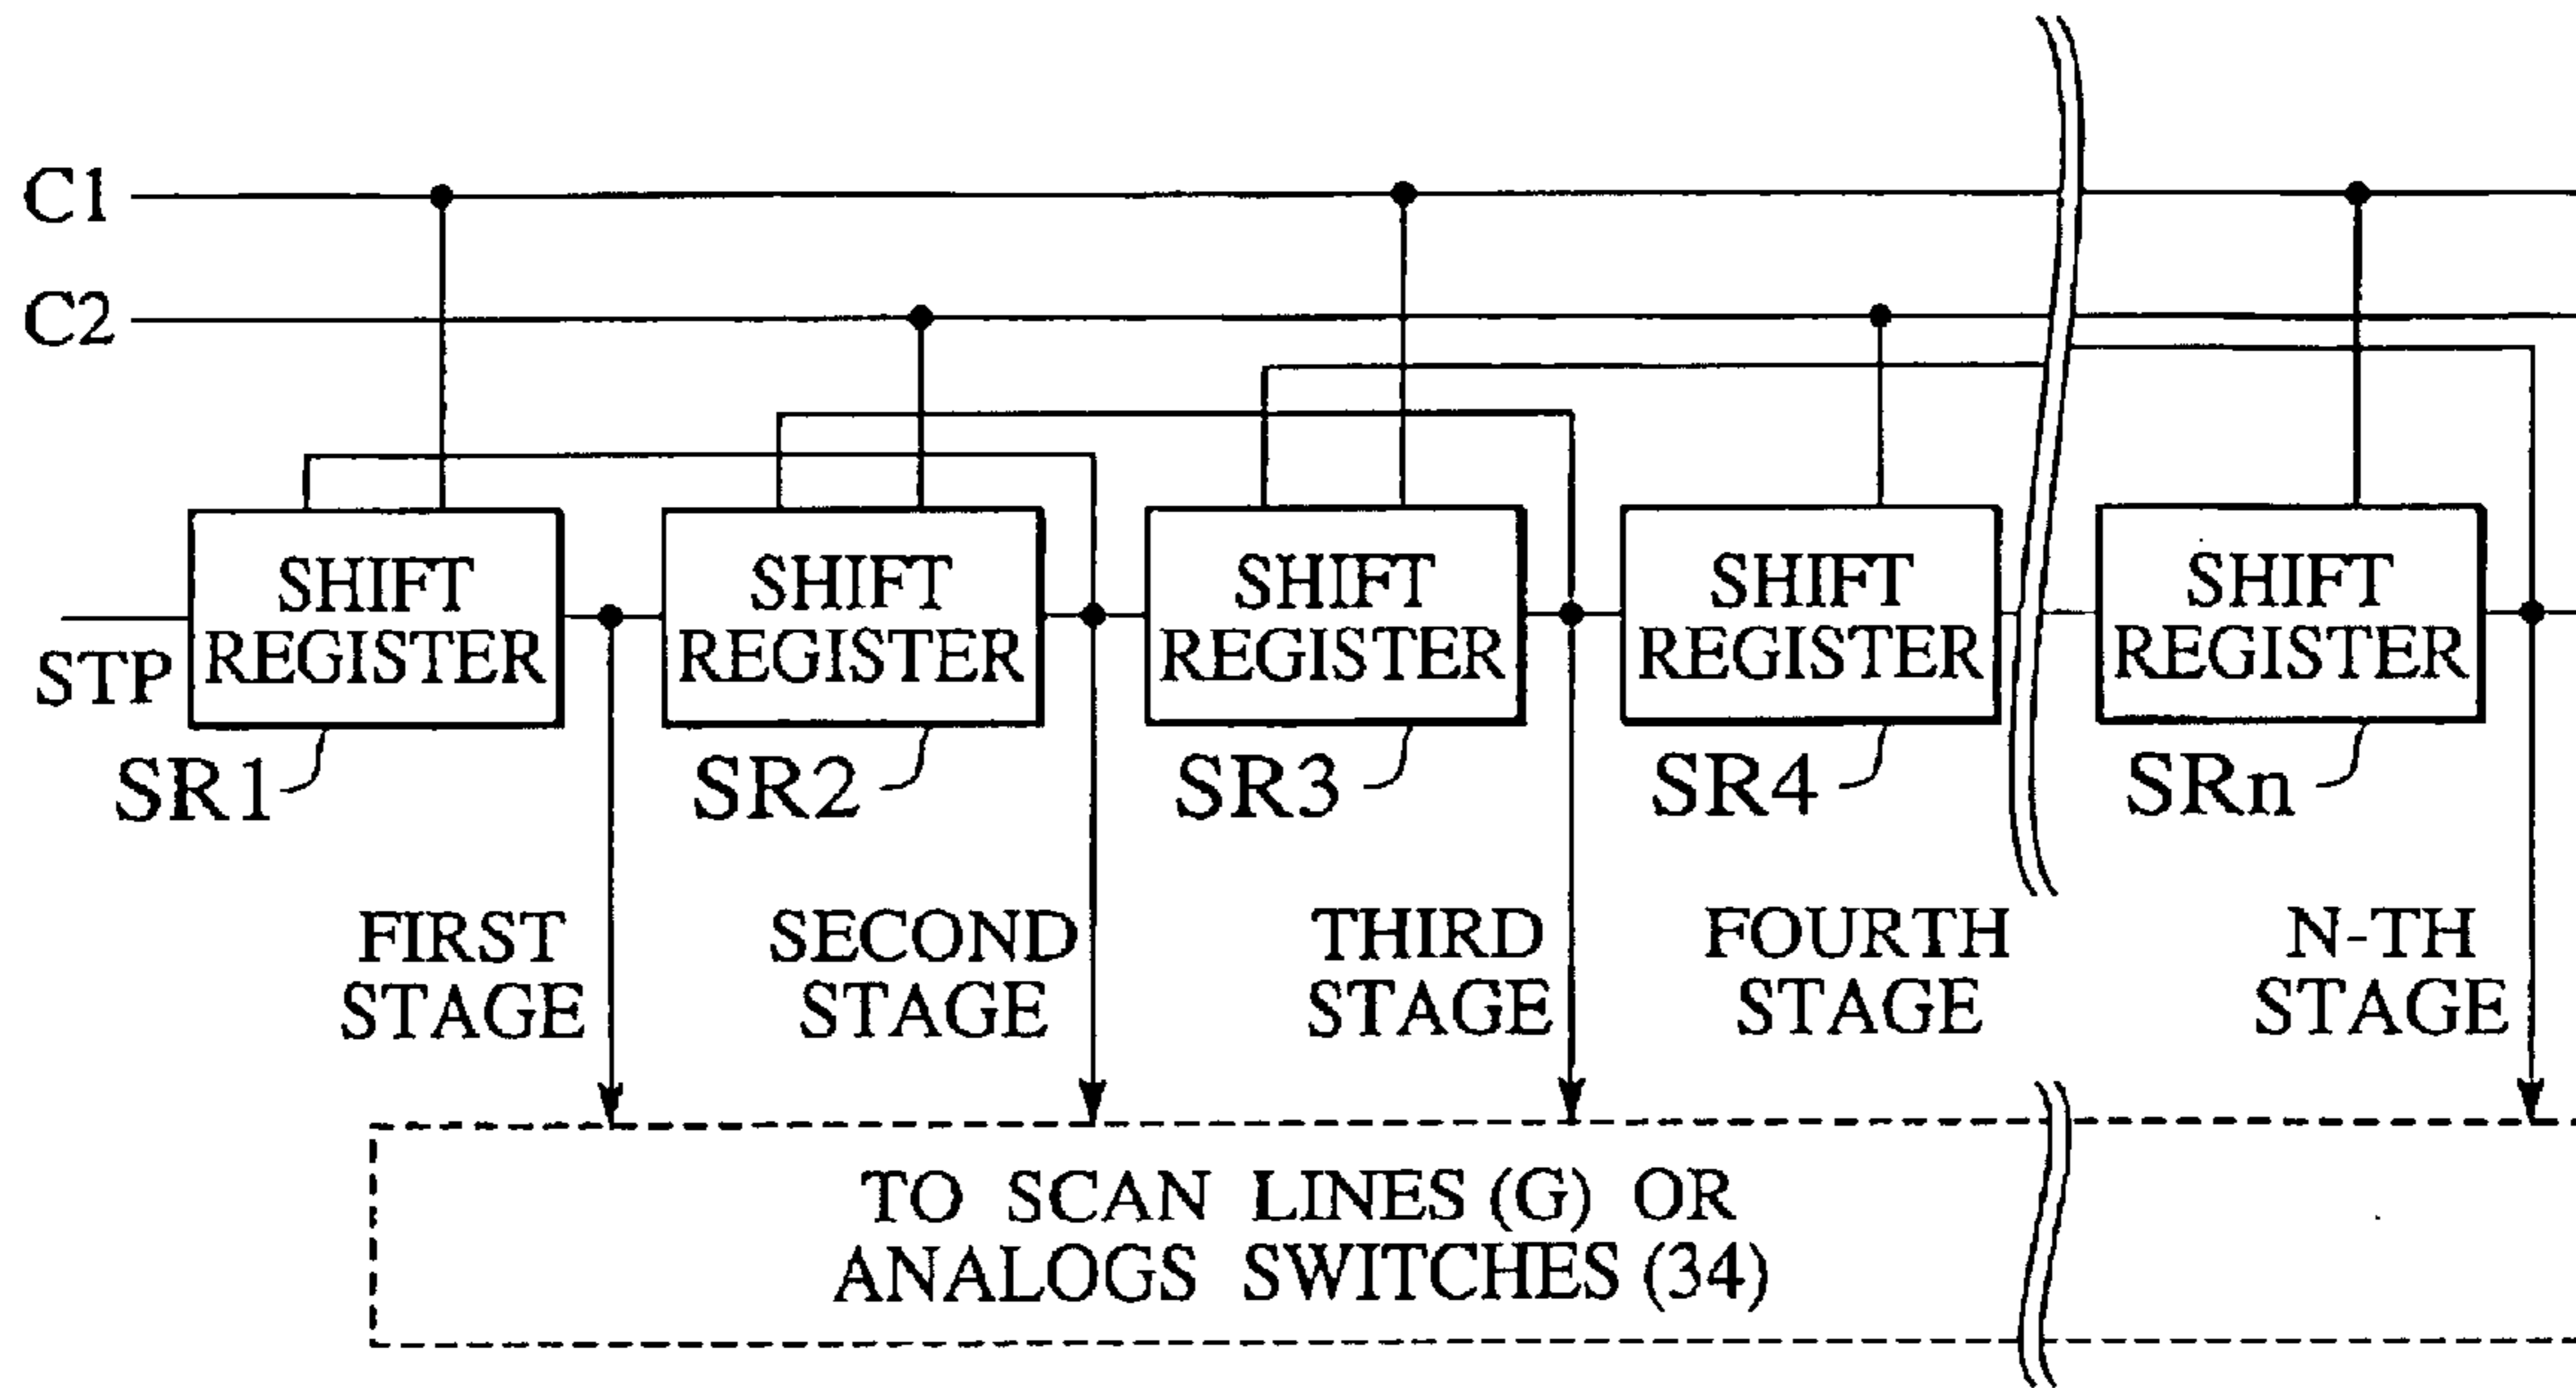 C1
C2
STP
SHIFT
REGISTER
SR1
SHIFT
REGISTER
SR2
SHIFT
REGISTER
SR3
SHIFT
REGISTER
SR4
SHIFT
REGISTER
SRn
FIRST
STAGE
SECOND
STAGE
THIRD
STAGE
FOURTH
STAGE
N-TH
STAGE
TO SCAN LINES (G) OR
ANALOGS SWITCHES (34)